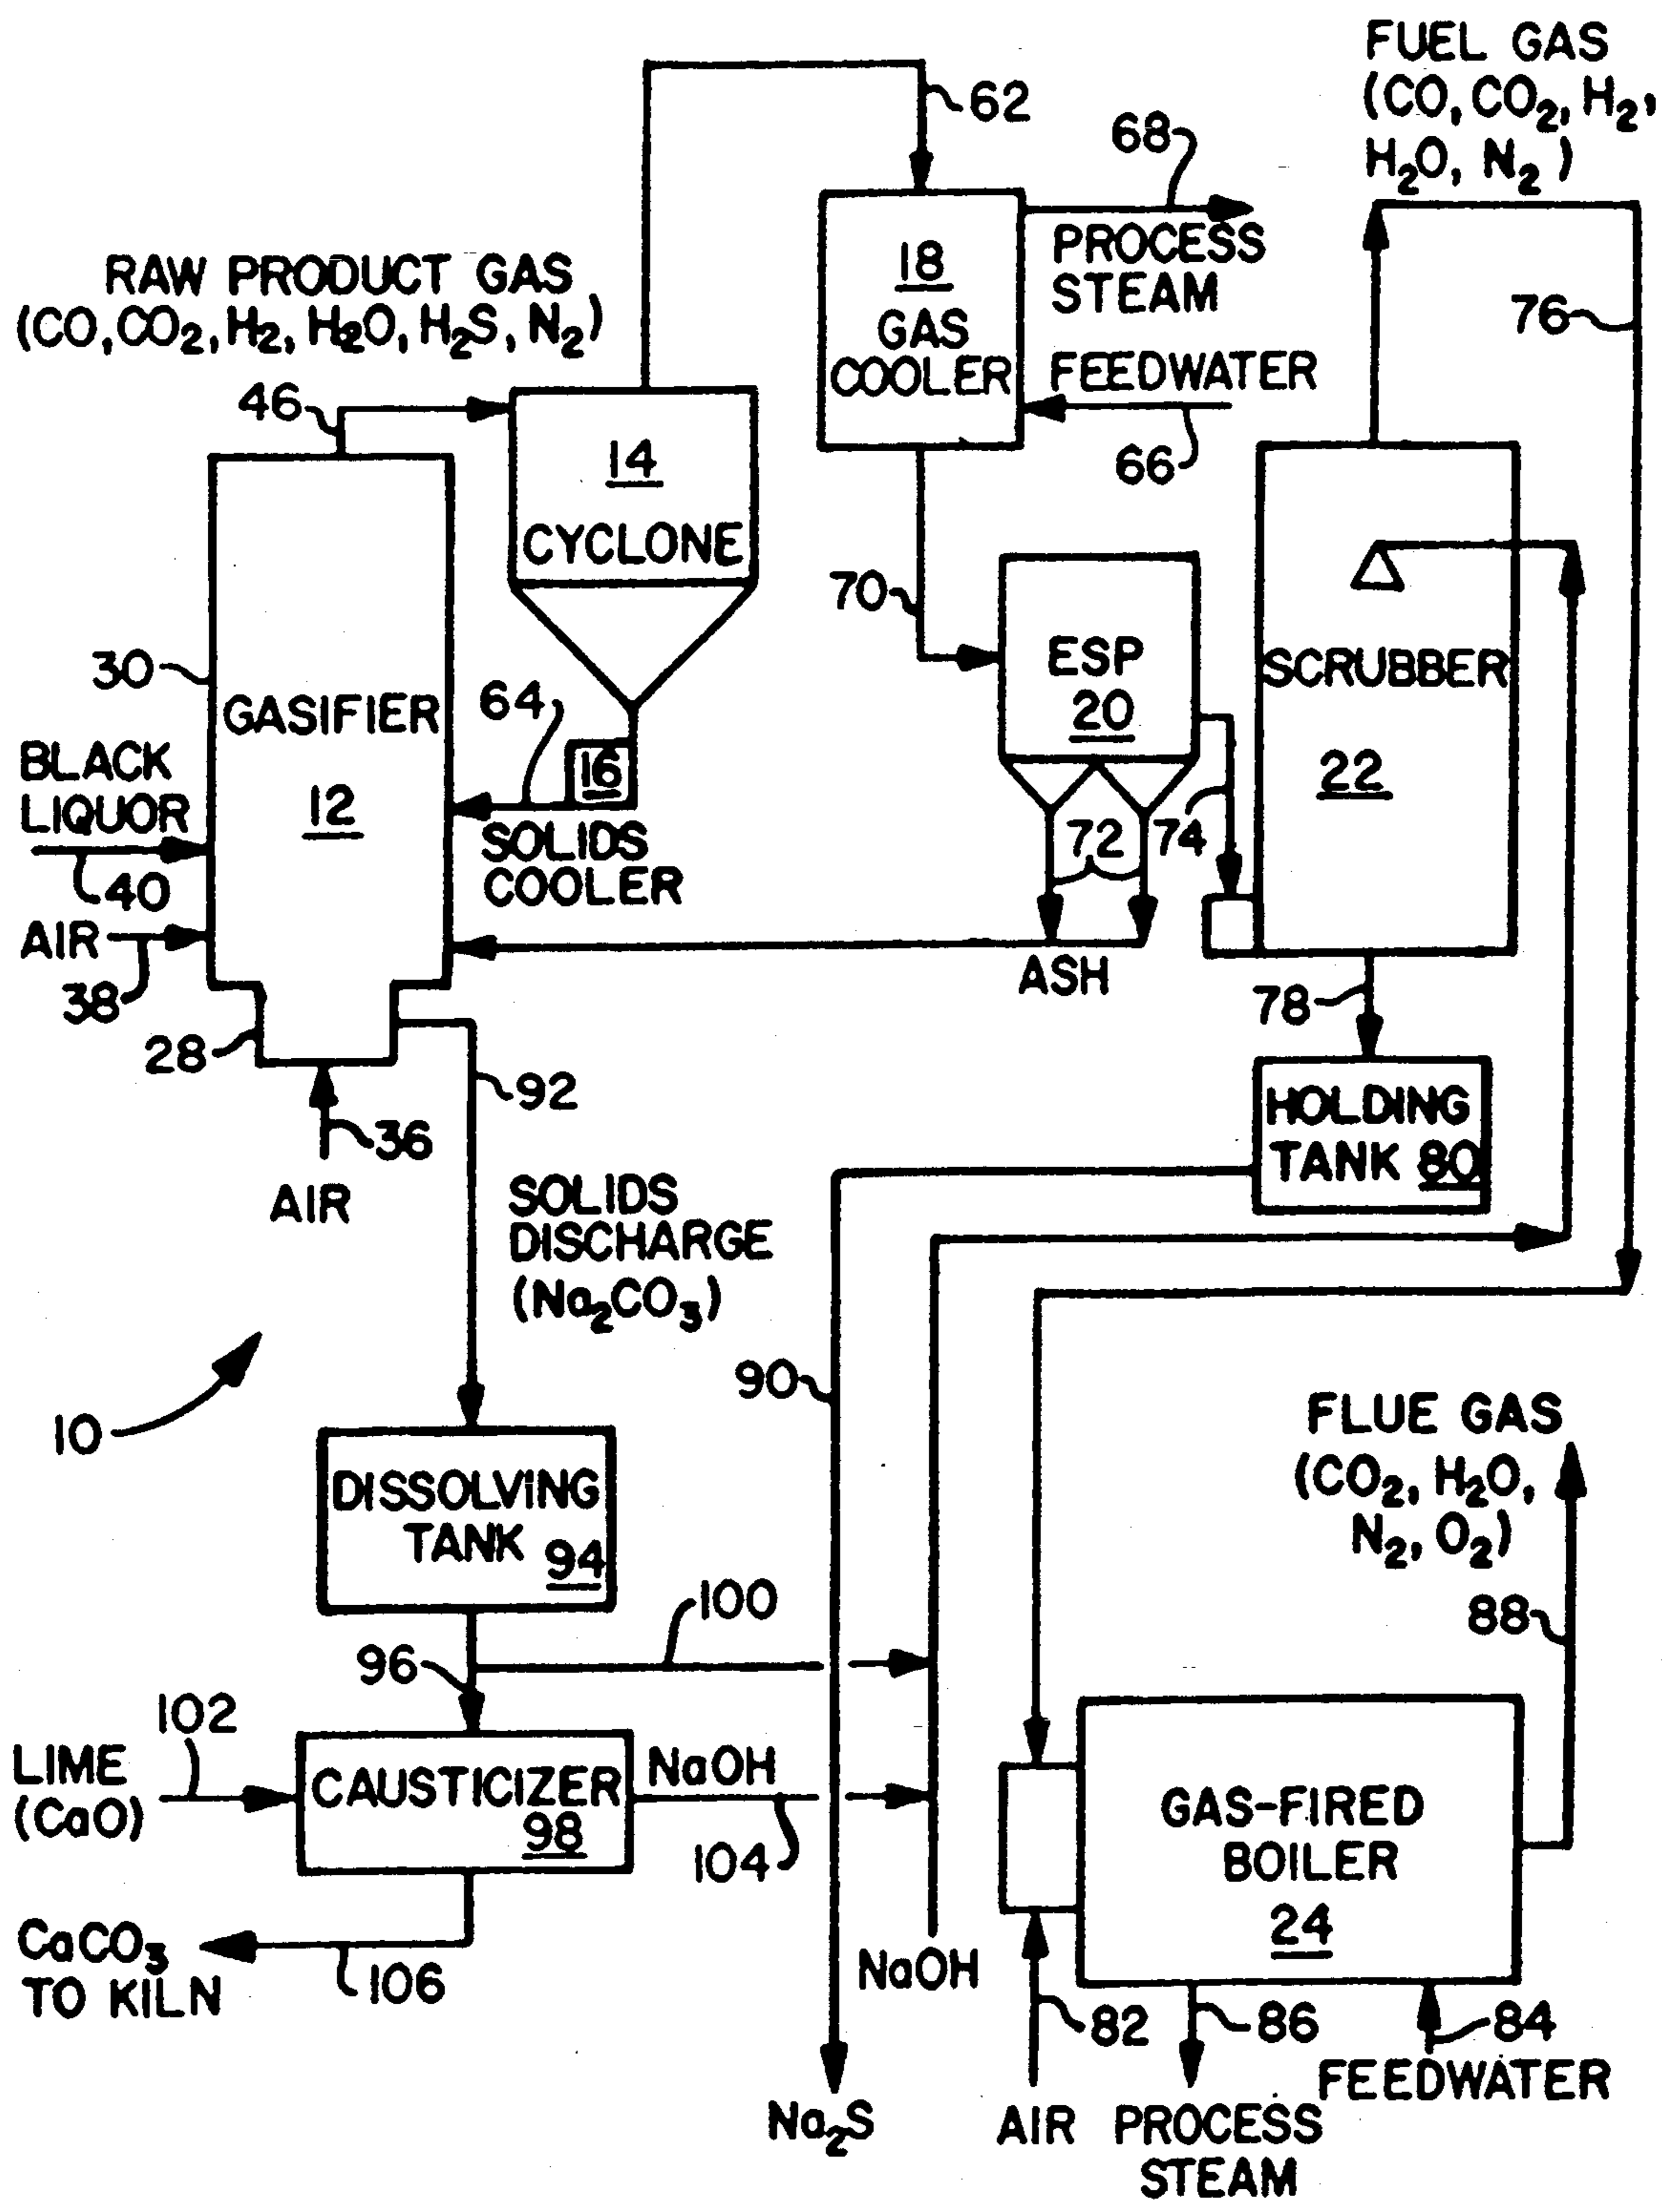 FUEL GAS
(CO, CO₂, H₂,
H₂O, N₂)
62
68
PROCESS
STEAM
18
GAS
COOLER
FEEDWATER
66
76
RAW PRODUCT GAS
(CO, CO₂, H₂, H₂O, H₂S, N₂)
46
14
CYCLONE
30
GASIFIER
12
64
16
SOLIDS
COOLER
BLACK
LIQUOR
40
AIR
38
28
36
AIR
70
ESP
20
72
74
ASH
SCRUBBER
22
78
HOLDING
TANK 80
92
SOLIDS
DISCHARGE
(Na₂CO₃)
10
90
DISSOLVING
TANK 94
100
96
102
LIME
(CaO)
CAUSTICIZER
98
NaOH
104
CaCO₃
TO KILN
106
NaOH
Na₂S
FLUE GAS
(CO₂, H₂O,
N₂, O₂)
88
GAS-FIRED
BOILER
24
82
86
84
FEEDWATER
AIR
PROCESS
STEAM